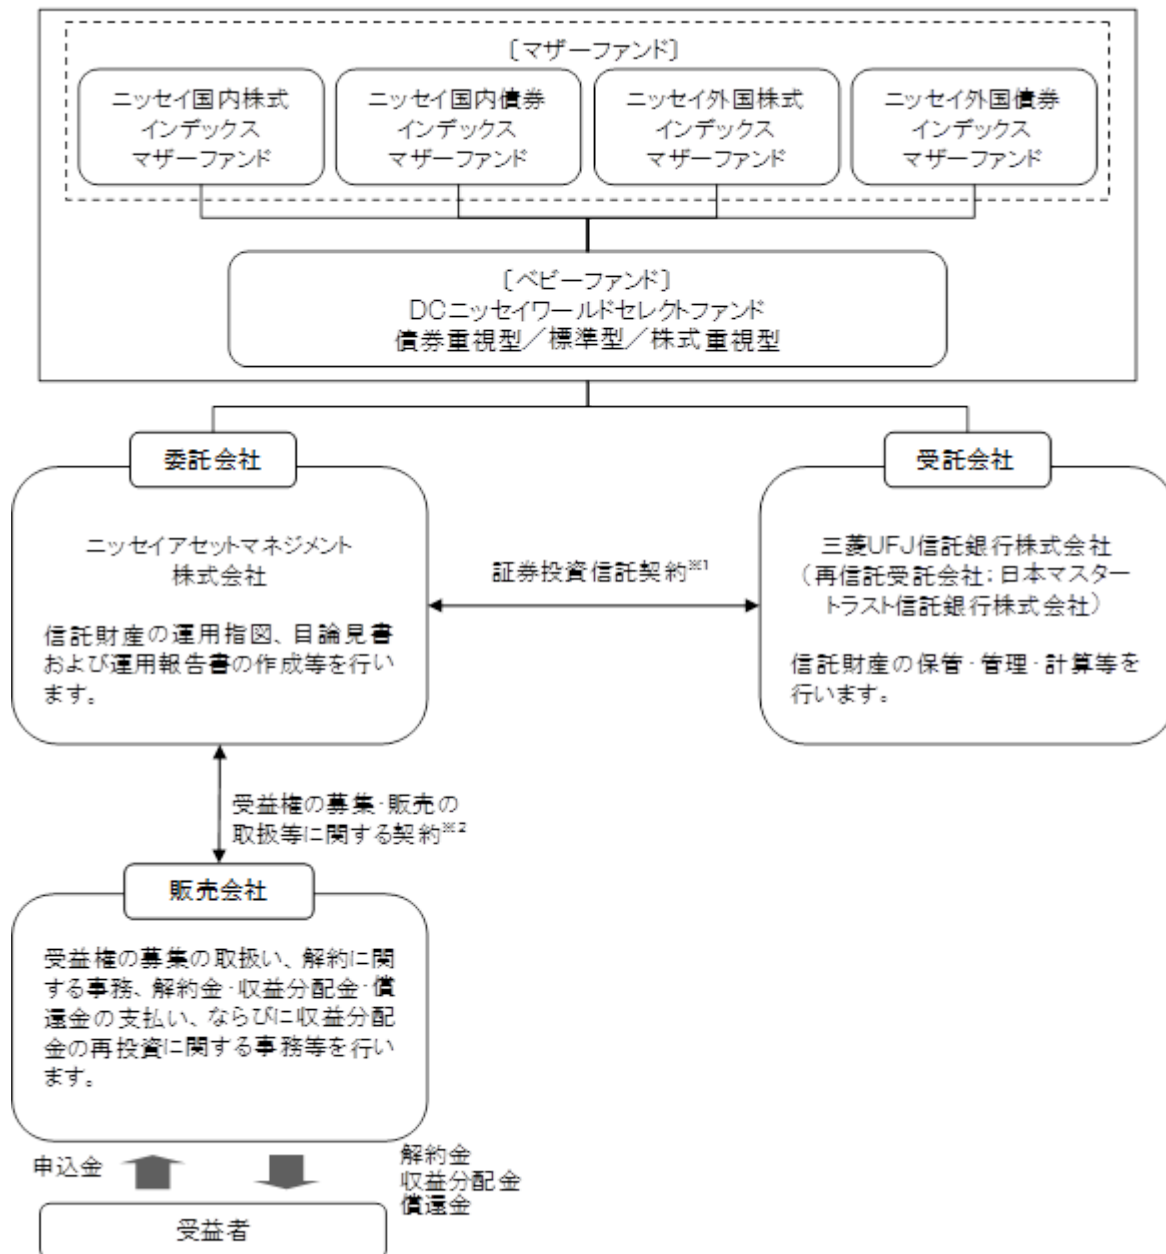 〔マザーファンド〕
ニッセイ国内株式
インデックス
マザーファンド
ニッセイ国内債券
インデックス
マザーファンド
ニッセイ外国株式
インデックス
マザーファンド
ニッセイ外国債券
インデックス
マザーファンド
〔ベビーファンド〕
DCニッセイワールドセレクトファンド
債券重視型／標準型／株式重視型
委託会社
ニッセイアセットマネジメント
株式会社
信託財産の運用指図、目論見書
および運用報告書の作成等を行い
ます。
証券投資信託契約※1
受託会社
三菱UFJ信託銀行株式会社
（再信託受託会社：日本マスター
トラスト信託銀行株式会社）
信託財産の保管・管理・計算等を
行います。
受益権の募集・販売の
取扱等に関する契約※2
販売会社
受益権の募集の取扱い、解約に関
する事務、解約金・収益分配金・償
還金の支払い、ならびに収益分配
金の再投資に関する事務等を行い
ます。
申込金
解約金
収益分配金
償還金
受益者